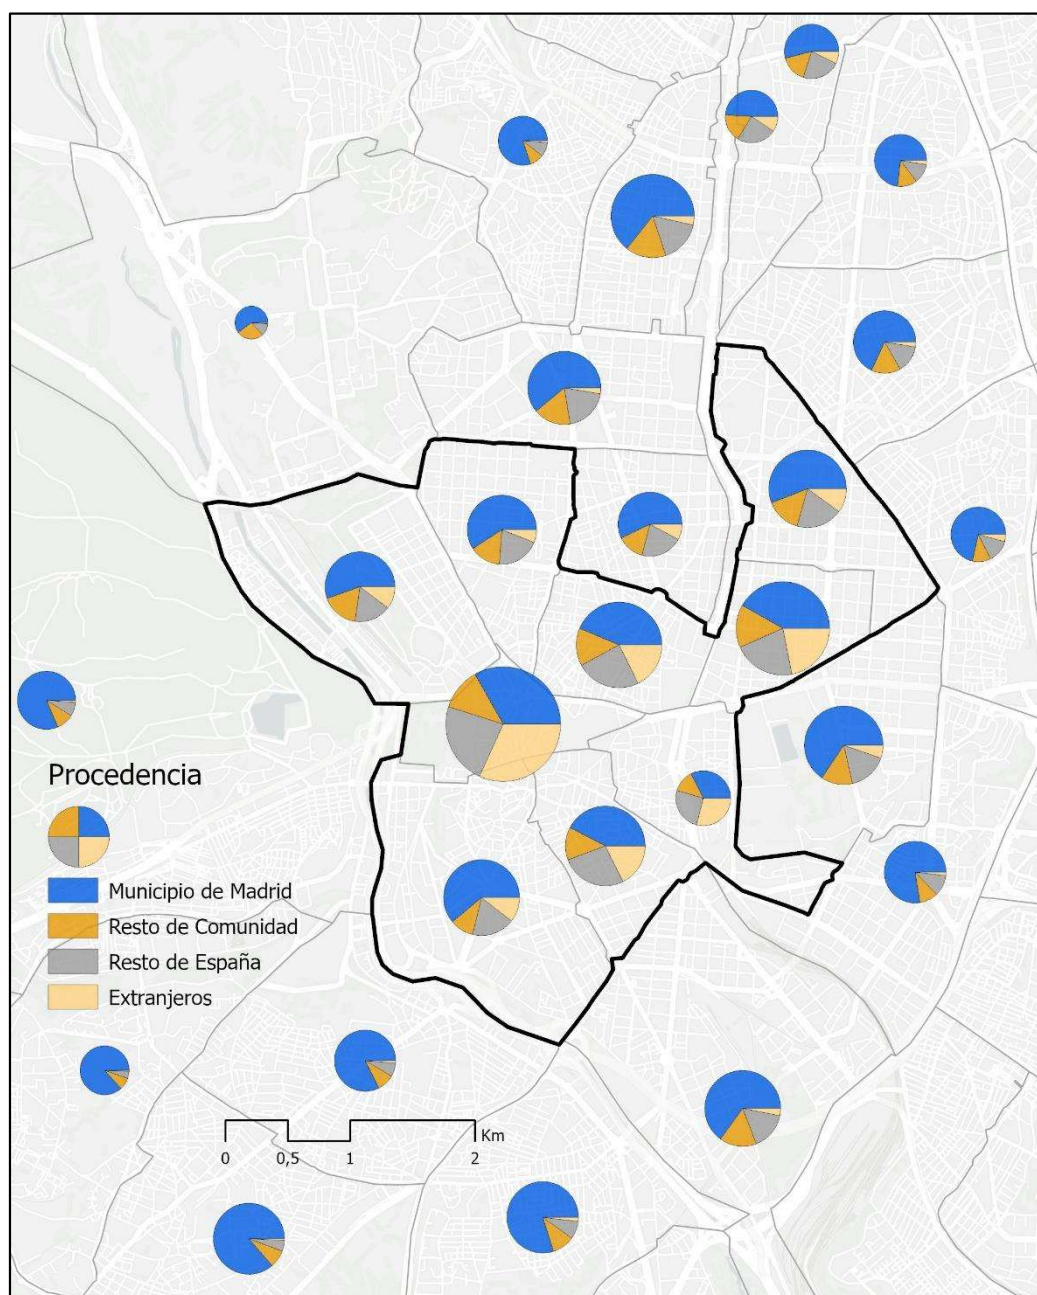 Procedencia
Municipio de Madrid
Resto de Comunidad
Resto de España
Extranjeros
Km
0 0,5 1 2